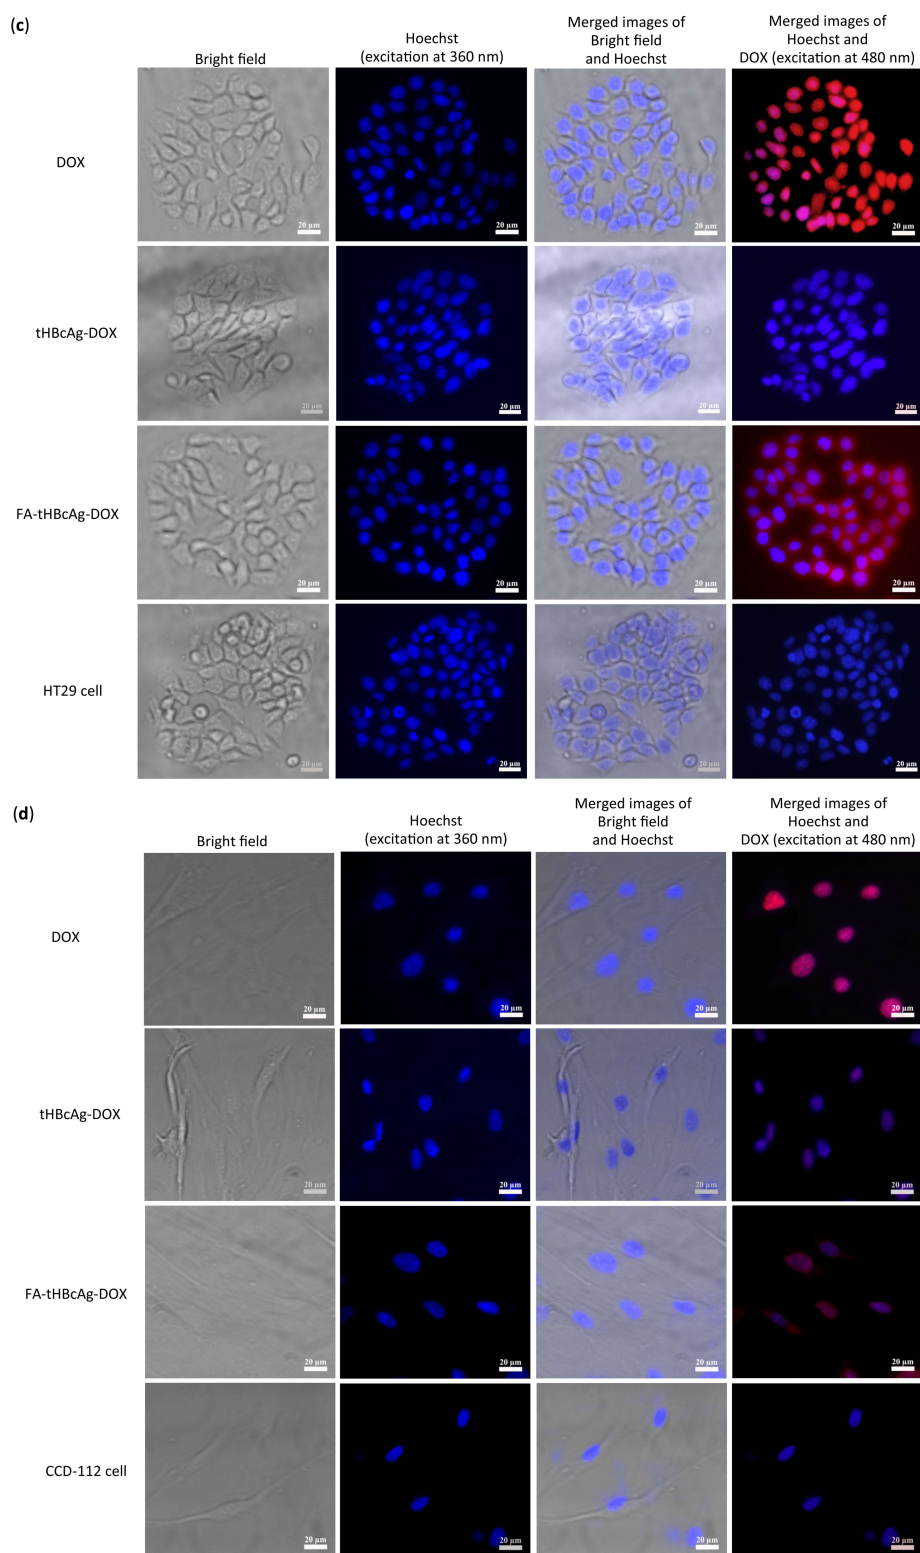 (c)
Bright field
Hoechst
(excitation at 360 nm)
Merged images of
Bright field
and Hoechst
Merged images of
Hoechst and
DOX (excitation at 480 nm)
DOX
20 µm
20 µm
20 µm
20 µm
tHBcAg-DOX
20 µm
20 µm
20 µm
20 µm
FA-tHBcAg-DOX
20 µm
20 µm
20 µm
20 µm
HT29 cell
20 µm
20 µm
20 µm
20 µm
(d)
Bright field
Hoechst
(excitation at 360 nm)
Merged images of
Bright field
and Hoechst
Merged images of
Hoechst and
DOX (excitation at 480 nm)
DOX
20 µm
20 µm
20 µm
20 µm
tHBcAg-DOX
20 µm
20 µm
20 µm
20 µm
FA-tHBcAg-DOX
20 µm
20 µm
20 µm
20 µm
CCD-112 cell
20 µm
20 µm
20 µm
20 µm